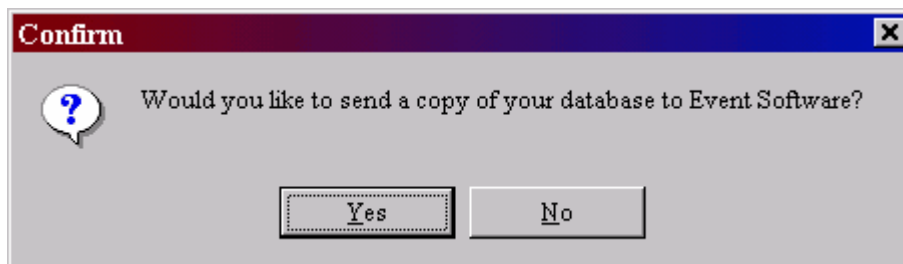 Confirm
Would you like to send a copy of your database to Event Software?
Yes
No